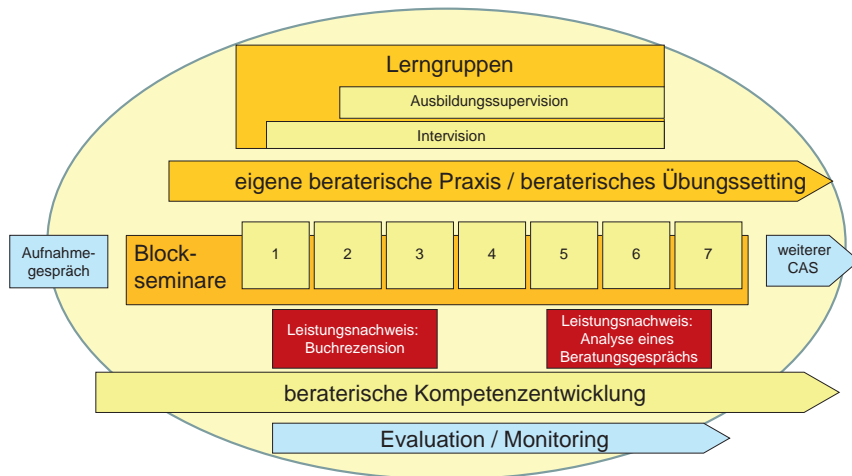 Lerngruppen
Ausbildungssupervision
Intervision
eigene beraterische Praxis / beraterisches Übungssetting
Aufnahme-
gespräch
Block-
seminare
1
2
3
4
5
6
7
weiterer
CAS
Leistungsnachweis:
Buchrezension
Leistungsnachweis:
Analyse eines
Beratungsgesprächs
beraterische Kompetenzentwicklung
Evaluation / Monitoring